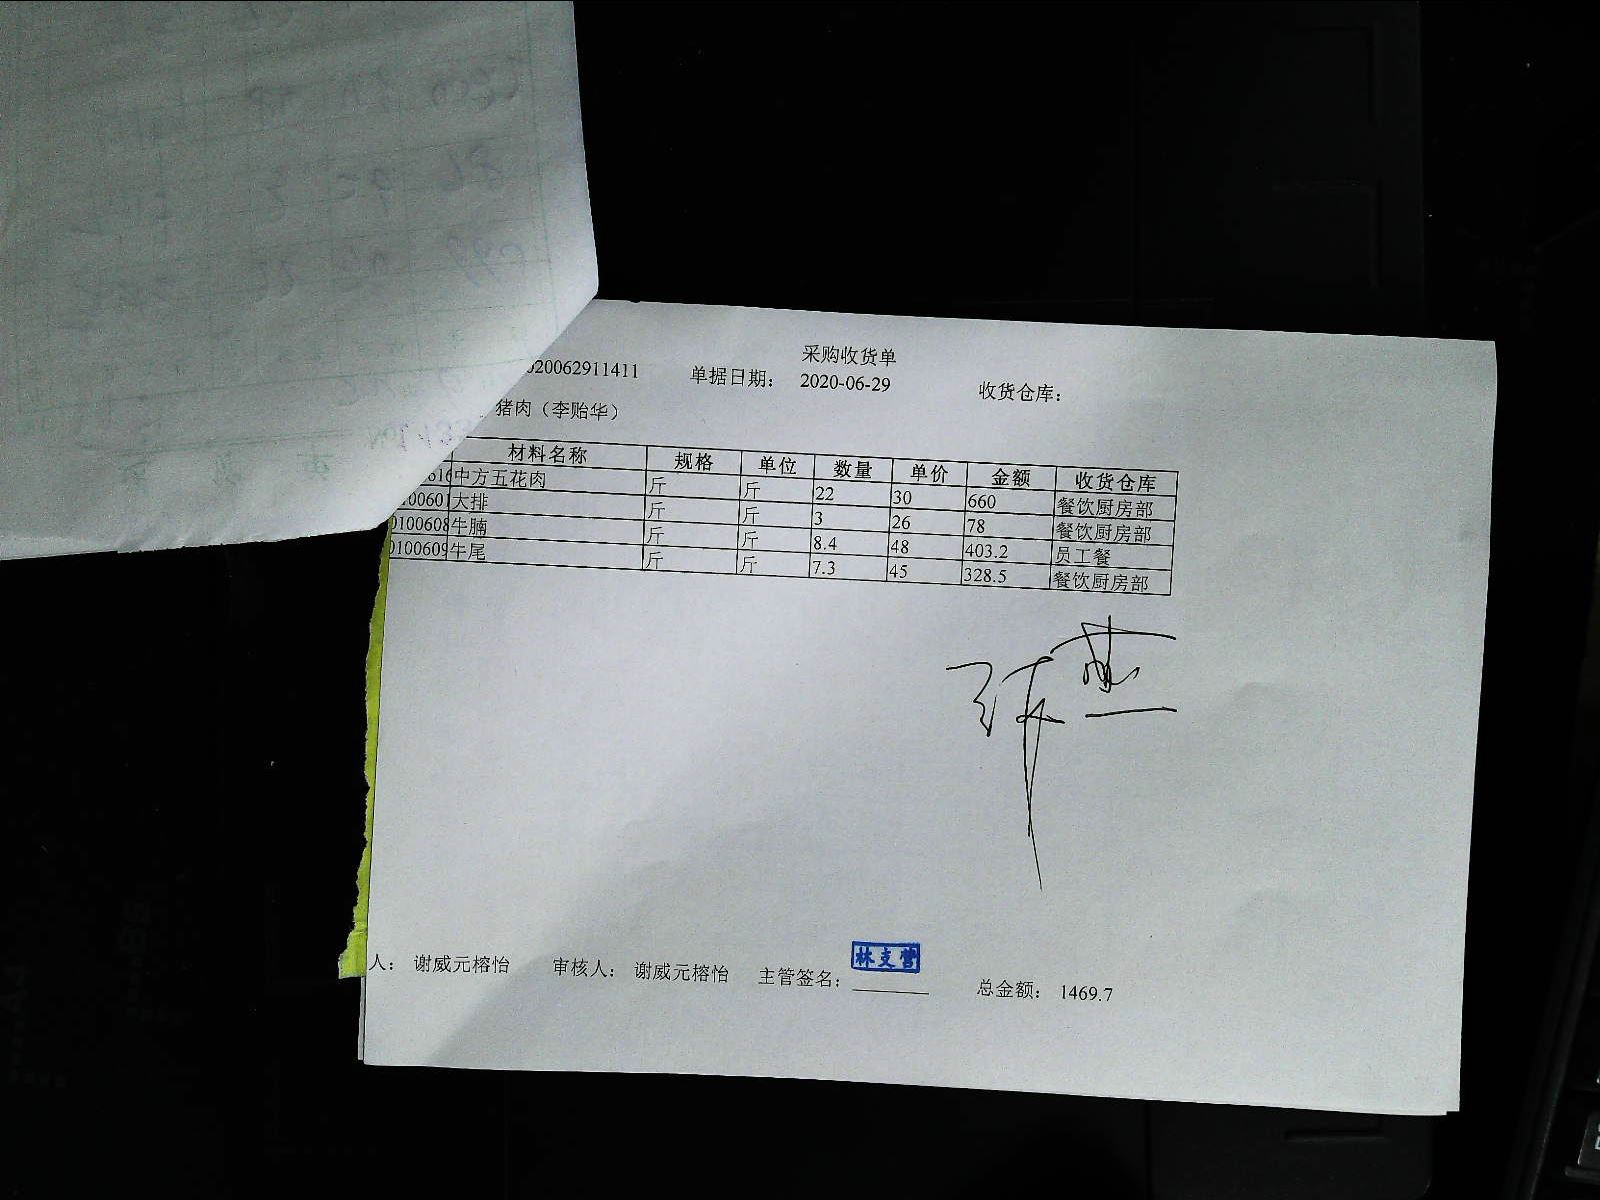 采购收货单
020062911411 单据日期： 2020-06-29 收货仓库：
猪肉（李贻华）
材料名称 规格 单位 数量 单价 金额 收货仓库
616 中方五花肉 斤 斤 22 30 660 餐饮厨房部
100601 大排 斤 斤 3 26 78 餐饮厨房部
0100608 牛腩 斤 斤 8.4 48 403.2 员工餐
0100609 牛尾 斤 斤 7.3 45 328.5 餐饮厨房部
人： 谢威元榕怡 审核人： 谢威元榕怡 主管签名： 林支营 总金额： 1469.7